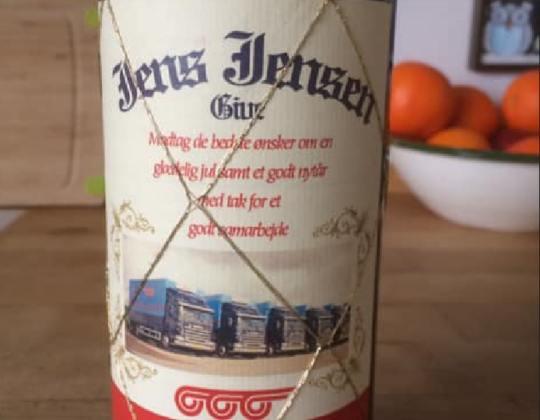 Jens Jensen
Give
Modtag de bedste ønsker om en
glædelig jul samt et godt nytår
med tak for et
godt samarbejde